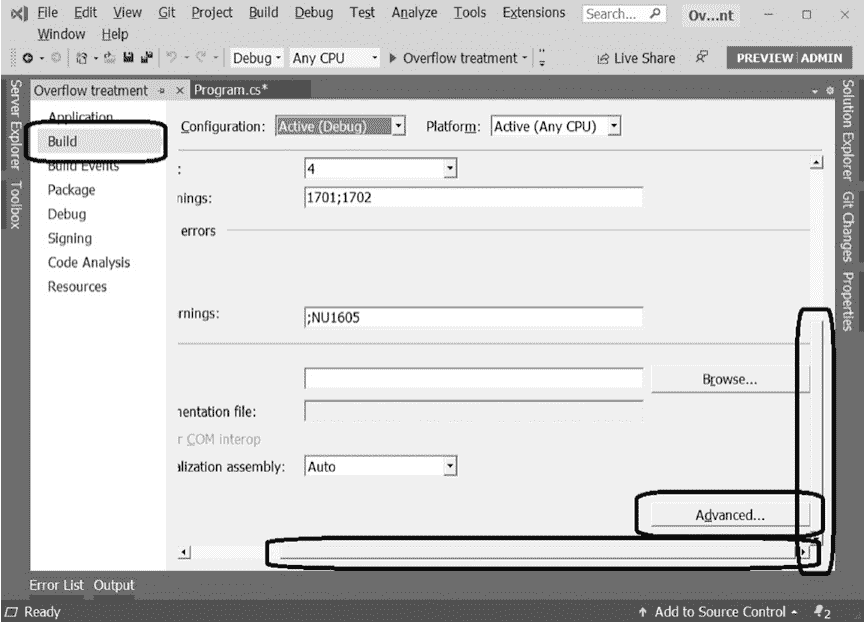 File Edit View Git Project Build Debug Test Analyze Tools Extensions Search... Ov...nt
Window Help
Debug Any CPU Overflow treatment Live Share PREVIEW ADMIN
Overflow treatment Program.cs*
Server Explorer
Toolbox
Application
Build
Build Events
Package
Debug
Signing
Code Analysis
Resources
Configuration: Active (Debug) Platform: Active (Any CPU)
: 4
nings: 1701;1702
errors
rnings: ;NU1605
Browse...
nentation file:
r COM interop
alization assembly: Auto
Advanced...
Solution Explorer
Git Changes
Properties
Error List Output
Ready Add to Source Control 2